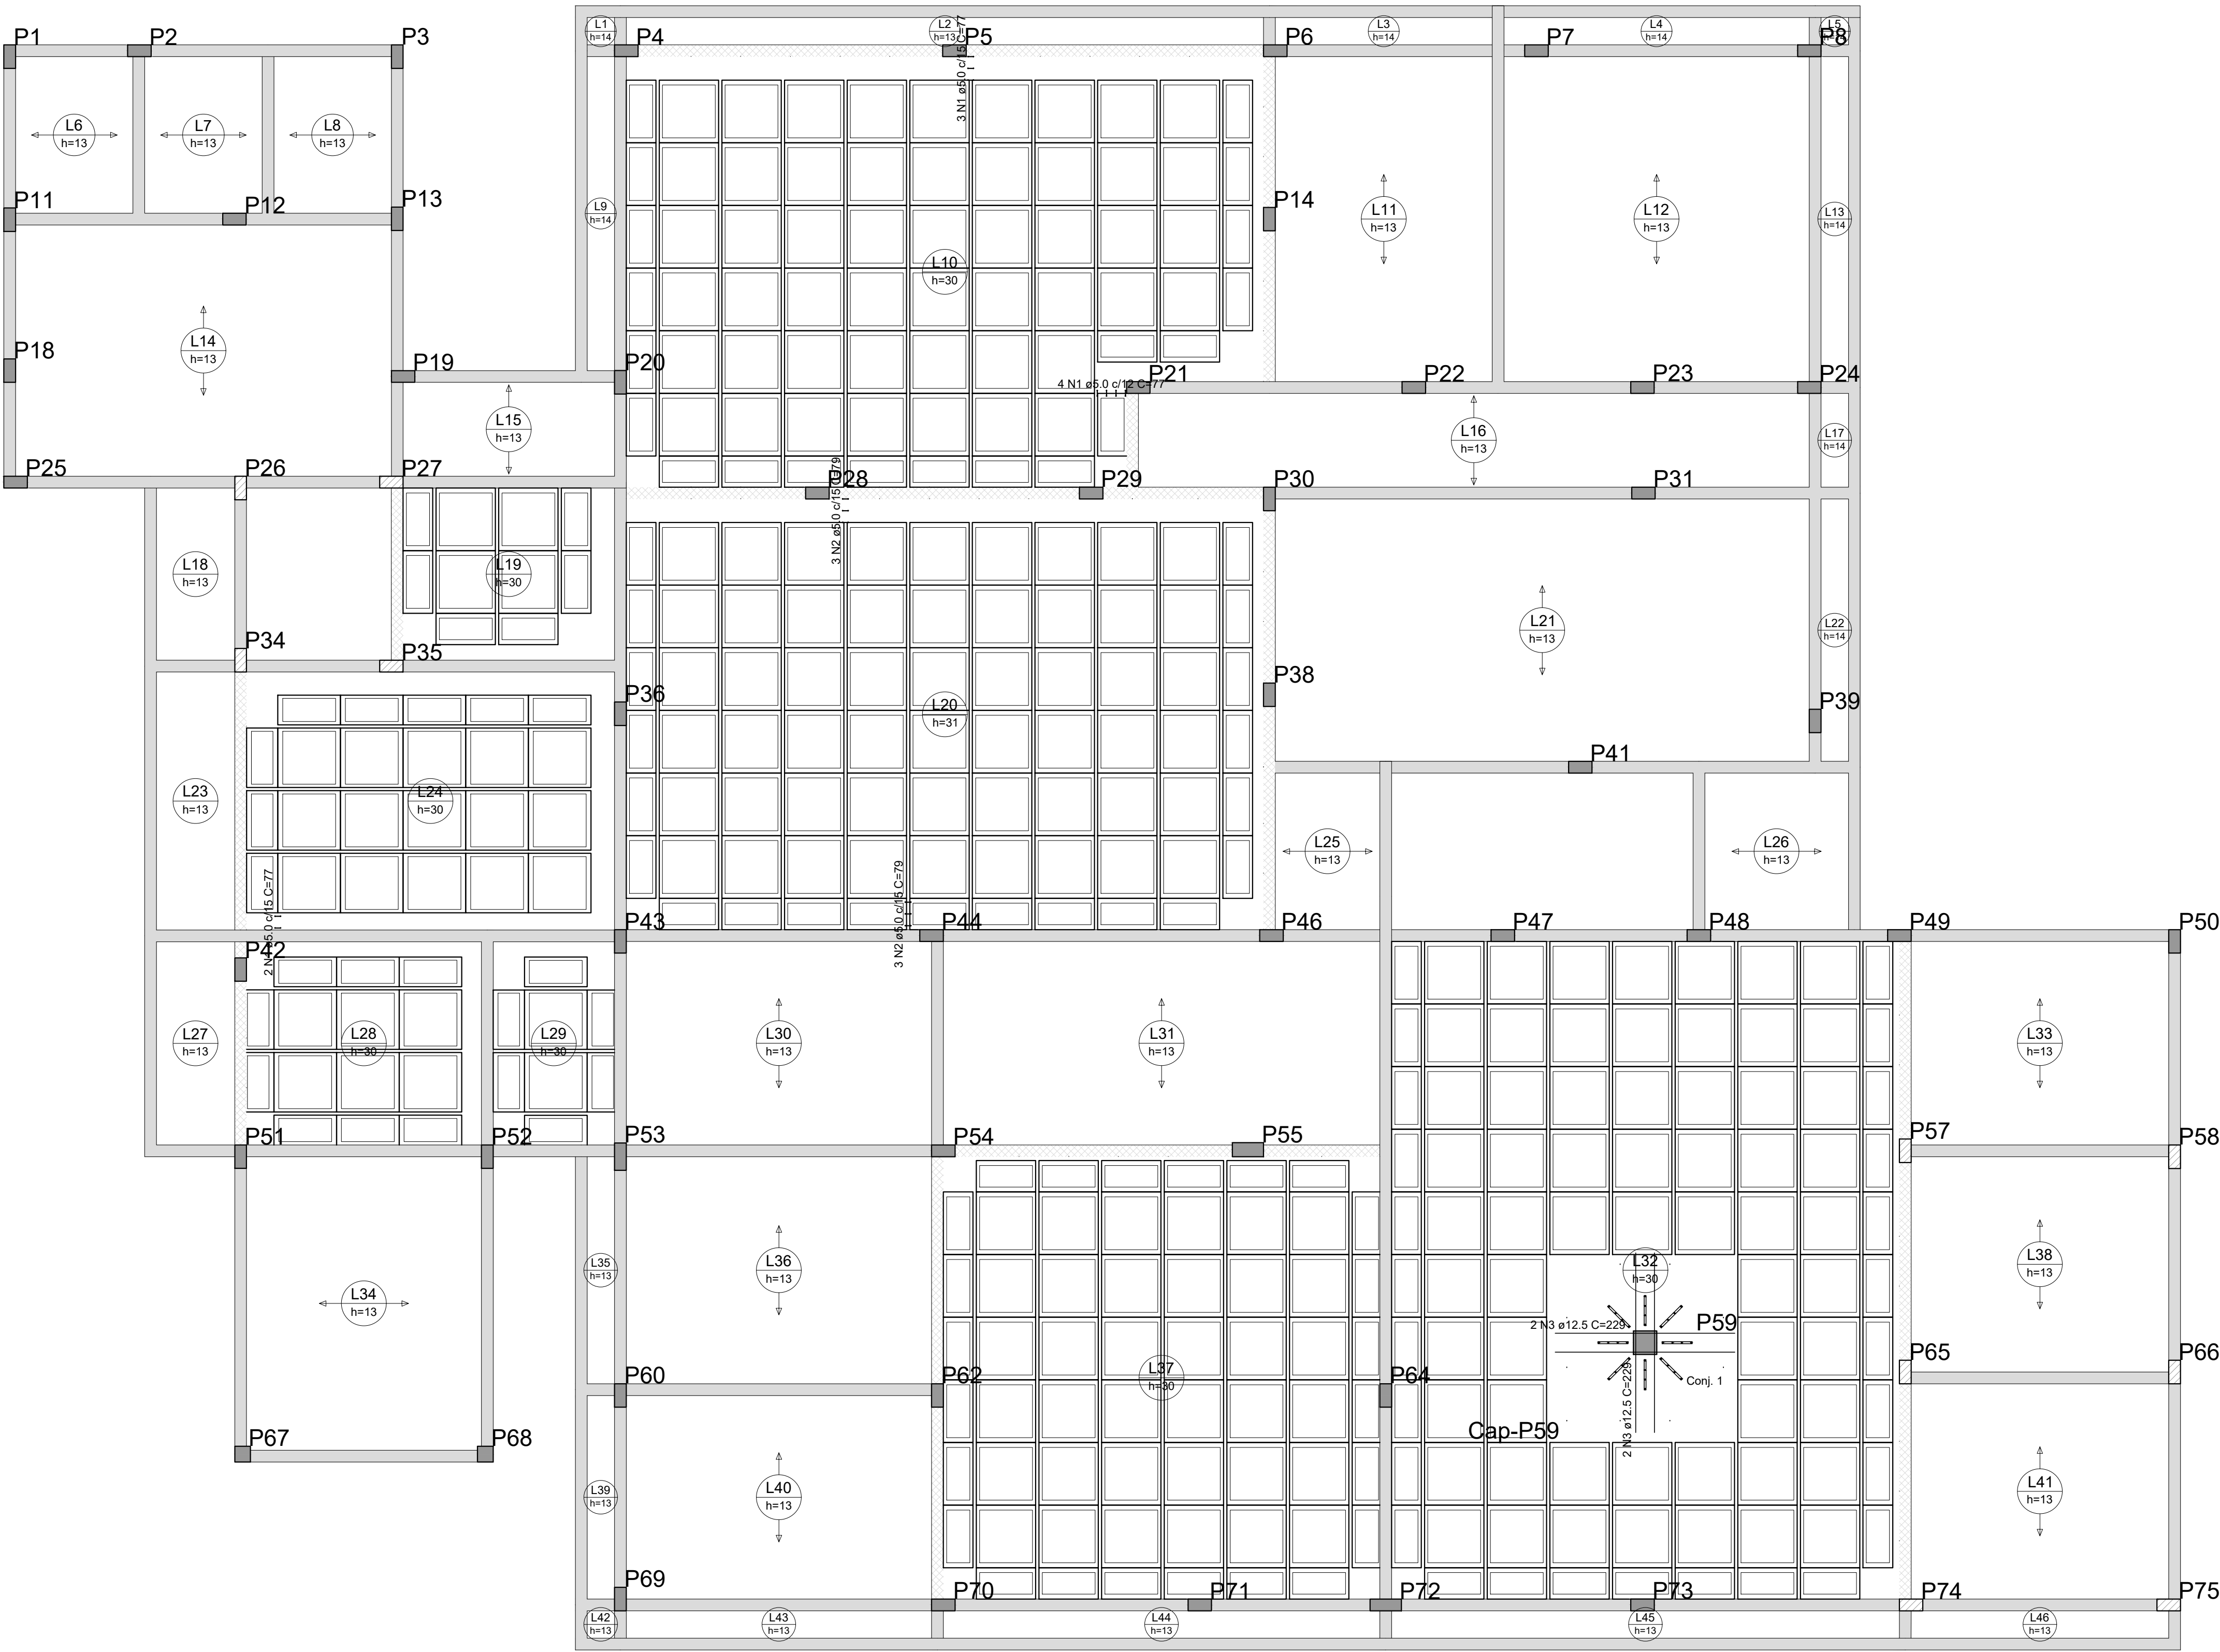 L1
h=14
L2
h=13
L3
h=14
L4
h=14
L5
h=14
P1
P2
P3
P4
P5
P6
P7
P8
3 N1 ø5.0 c/15 C=77
L6
h=13
L7
h=13
L8
h=13
P11
P12
P13
L9
h=14
P14
L11
h=13
L12
h=13
L13
h=14
L10
h=30
L14
h=13
P18
P19
P20
4 N1 ø5.0 c/12 C=77
P21
P22
P23
P24
L15
h=13
L16
h=13
L17
h=14
P25
P26
P27
3 N2 ø5.0 c/15 C=79
P28
P29
P30
P31
L18
h=13
L19
h=30
L21
h=13
L22
h=14
P34
P35
P36
L20
h=31
P38
P39
P41
L23
h=13
L24
h=30
L25
h=13
L26
h=13
2 N1 ø5.0 c/15 C=77
3 N2 ø5.0 c/15 C=79
P42
P43
P44
P46
P47
P48
P49
P50
L27
h=13
L28
h=30
L29
h=30
L30
h=13
L31
h=13
L33
h=13
P51
P52
P53
P54
P55
P57
P58
L34
h=13
L35
h=13
L36
h=13
L32
h=30
L38
h=13
2 N3 ø12.5 C=229
P59
2 N3 ø12.5 C=229
Conj. 1
L37
h=30
P60
P62
P64
P65
P66
Cap-P59
P67
P68
L39
h=13
L40
h=13
L41
h=13
P69
P70
P71
P72
P73
P74
P75
L42
h=13
L43
h=13
L44
h=13
L45
h=13
L46
h=13